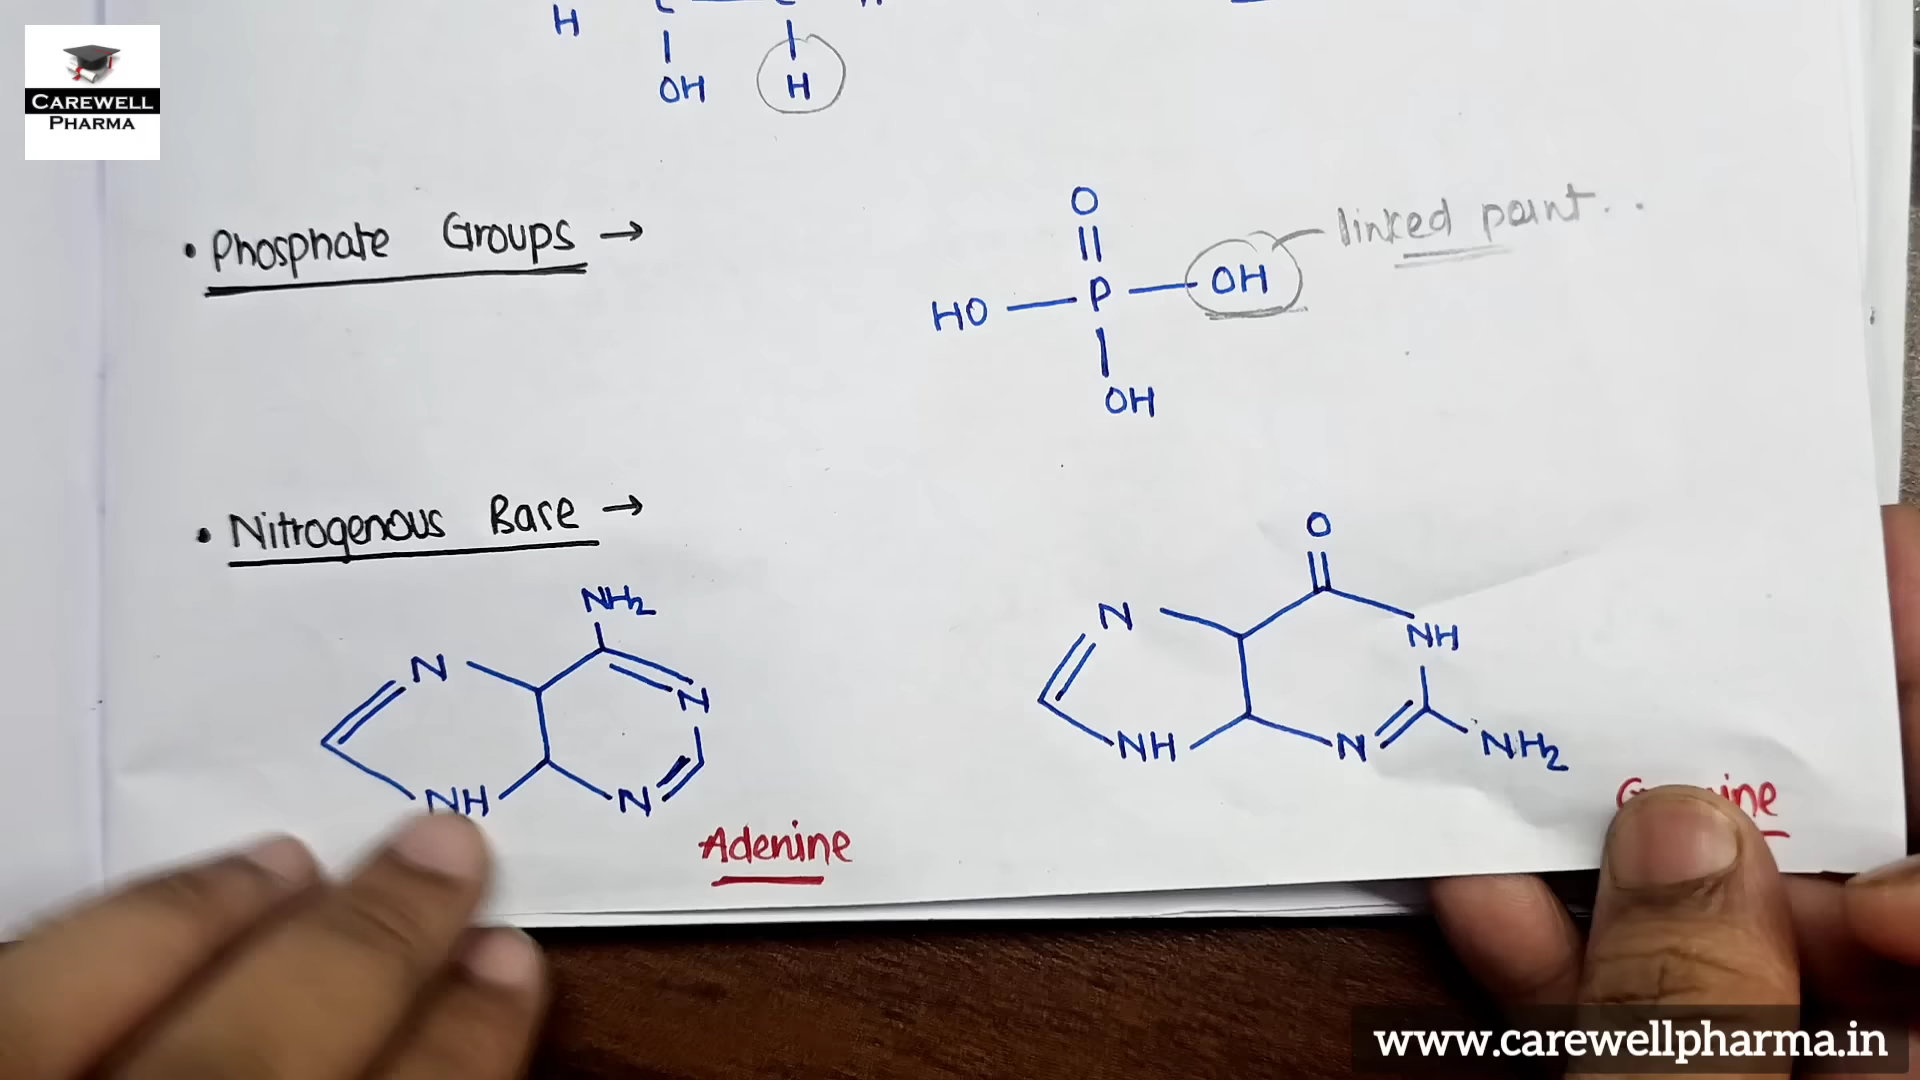 CAREWELL
PHARMA
H
OH
H
• Phosphate Groups →
O
HO P OH
linked point..
OH
• Nitrogenous Base →
NH2
N
N
NH
N
Adenine
O
N
NH
NH
N
NH2
www.carewellpharma.in